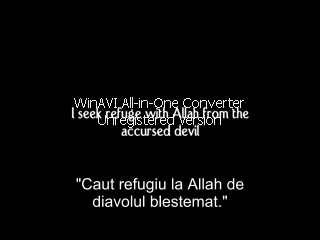 WinAVI All-in-One Converter
I seek refuge with Allah from the
Unregistered Version
accursed devil
"Caut refugiu la Allah de
diavolul blestemat."